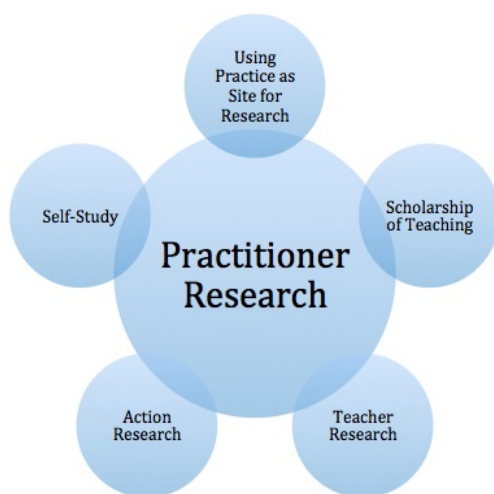 Using
Practice as
Site for
Research
Self-Study
Scholarship
of Teaching
Practitioner
Research
Action
Research
Teacher
Research